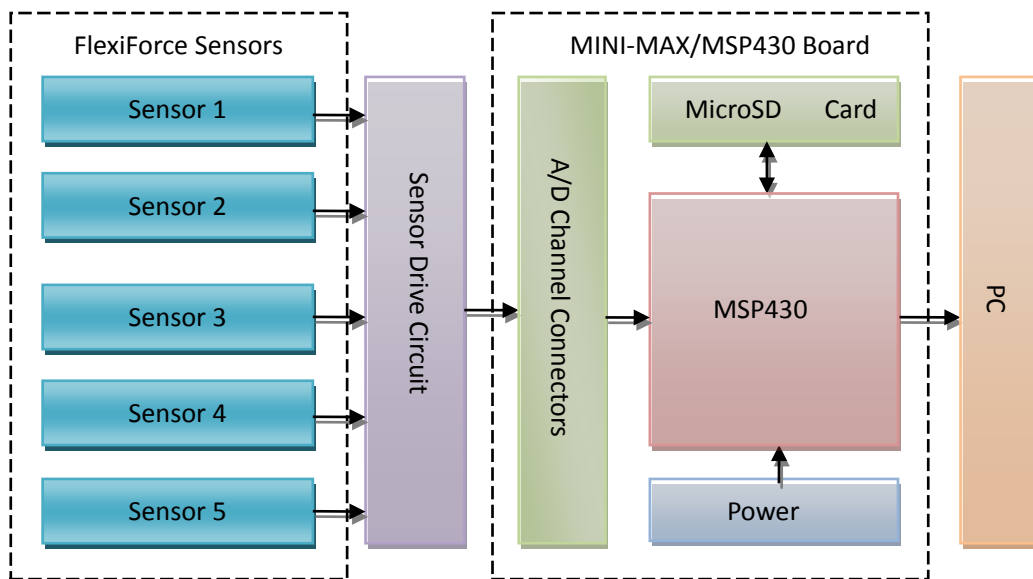 FlexiForce Sensors
Sensor 1
Sensor 2
Sensor 3
Sensor 4
Sensor 5
Sensor Drive Circuit
MINI-MAX/MSP430 Board
A/D Channel Connectors
MicroSD Card
MSP430
Power
PC